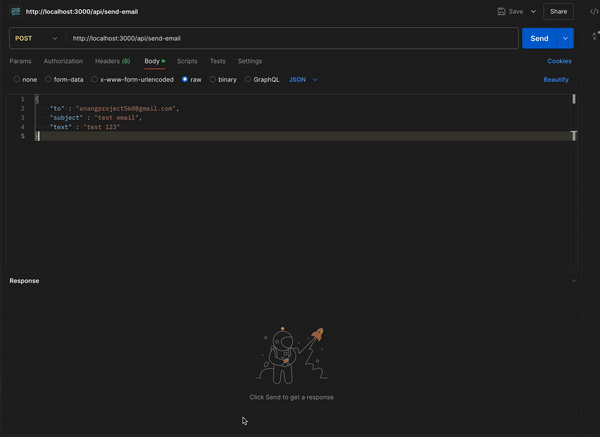 http://localhost:3000/api/send-email
Save
Share
POST
http://localhost:3000/api/send-email
Send
Params Authorization Headers (8) Body Scripts Tests Settings
Cookies
none form-data x-www-form-urlencoded raw binary GraphQL JSON
Beautify
1 {
2 "to" : "anangproject560@gmail.com",
3 "subject" : "test email",
4 "text" : "test 123"
5 }
Response
Click Send to get a response